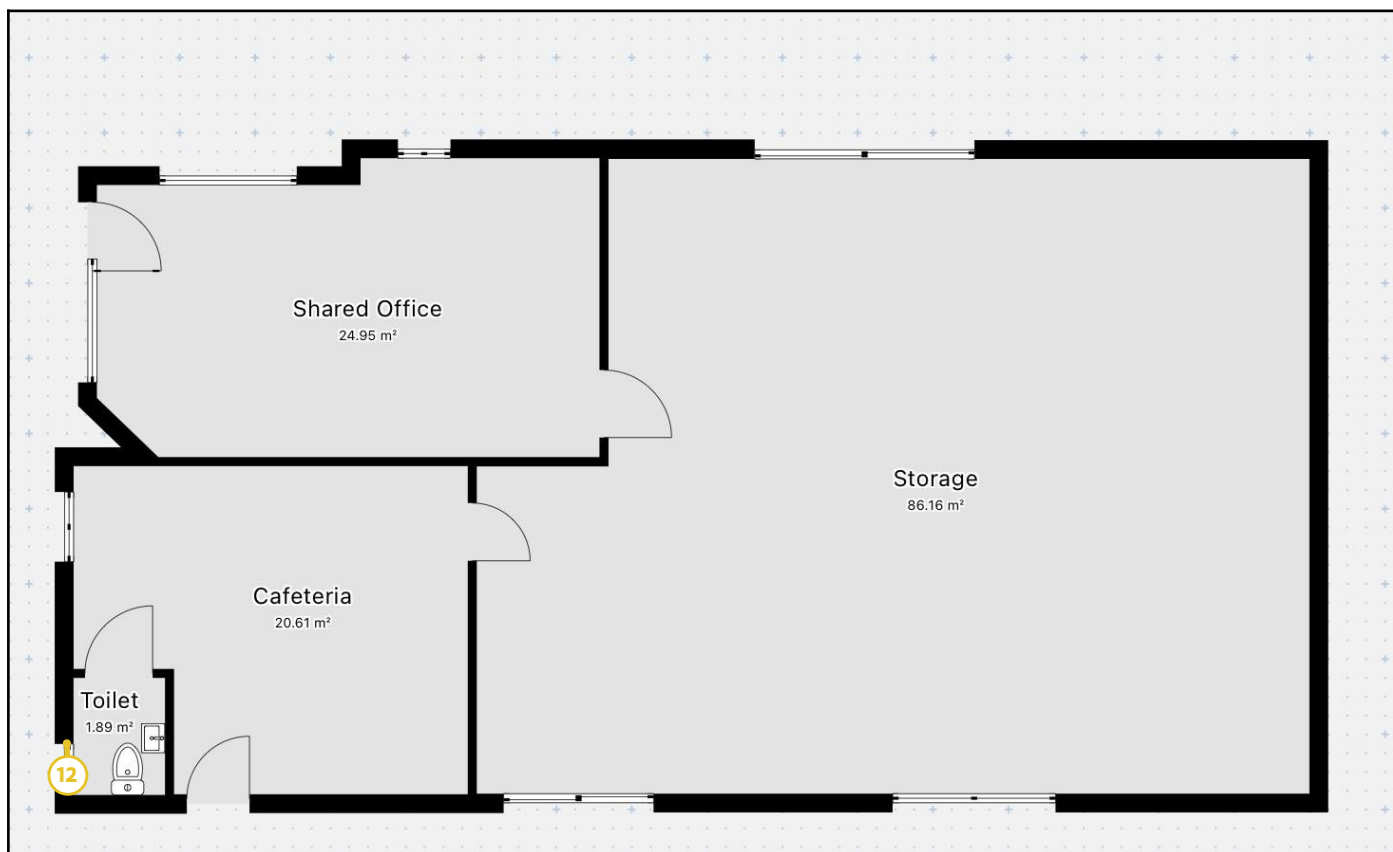 Shared Office
24.95 m²
Storage
86.16 m²
Cafeteria
20.61 m²
Toilet
1.89 m²
12